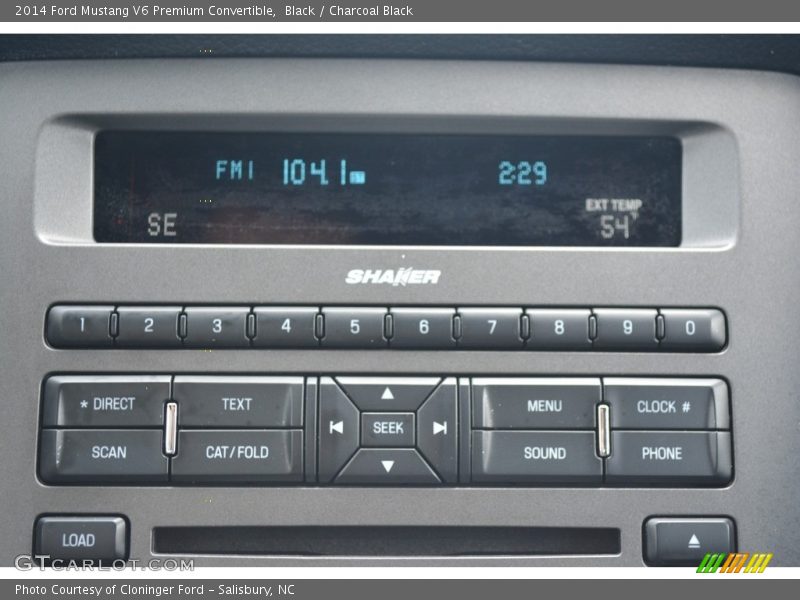 2014 Ford Mustang V6 Premium Convertible,  Black / Charcoal Black
FM1 104.1 2:29
SE EXT TEMP 54°
SHAKER
1 2 3 4 5 6 7 8 9 0
* DIRECT TEXT MENU CLOCK #
SEEK
SCAN CAT/FOLD SOUND PHONE
LOAD
GTCARLOT.COM
Photo Courtesy of Cloninger Ford - Salisbury, NC